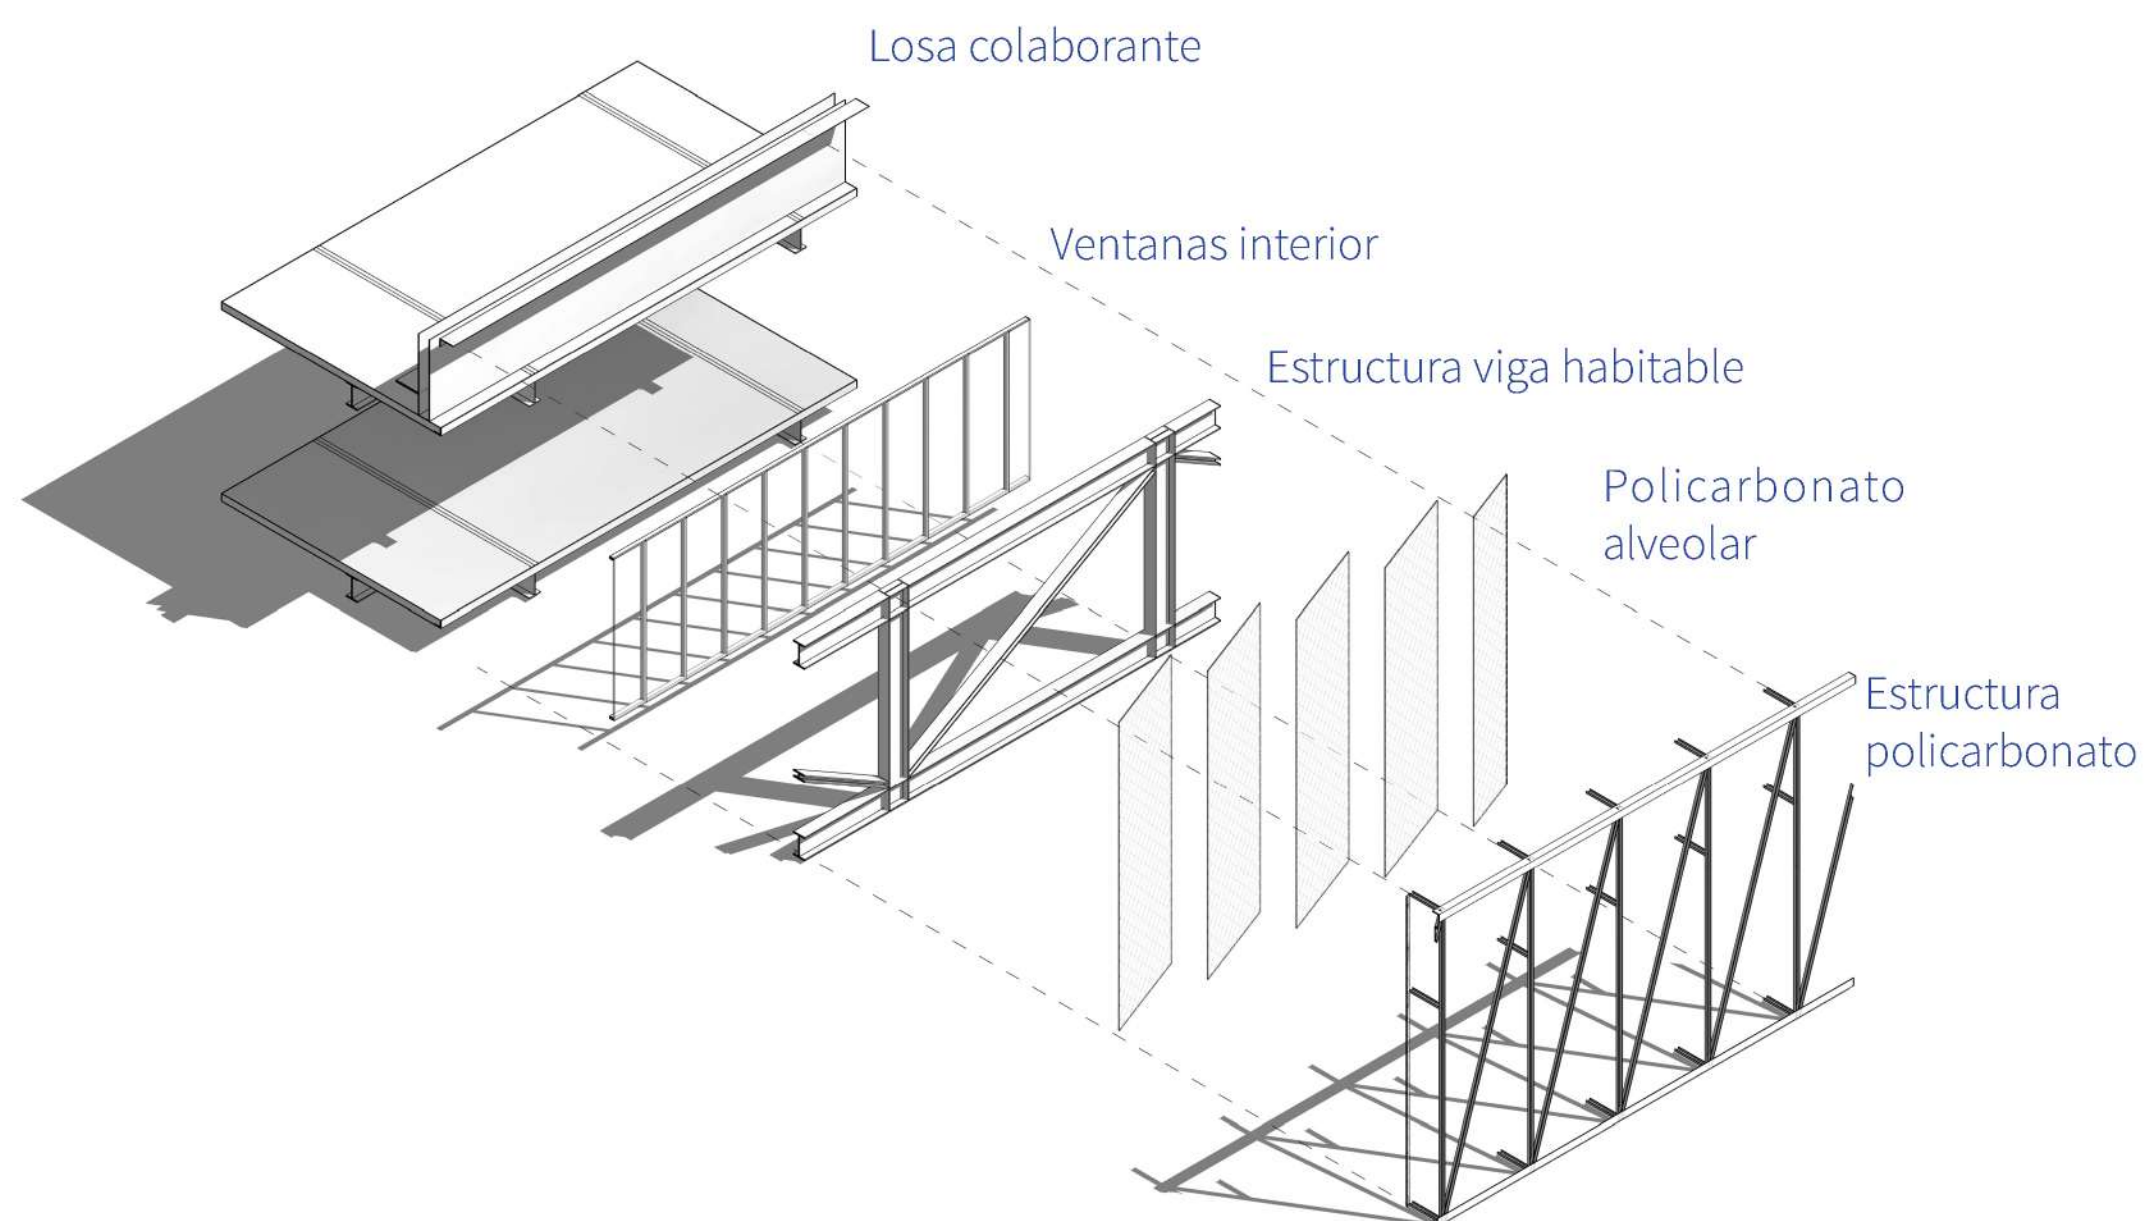 Losa colaborante
Ventanas interior
Estructura viga habitable
Policarbonato
alveolar
Estructura
policarbonato